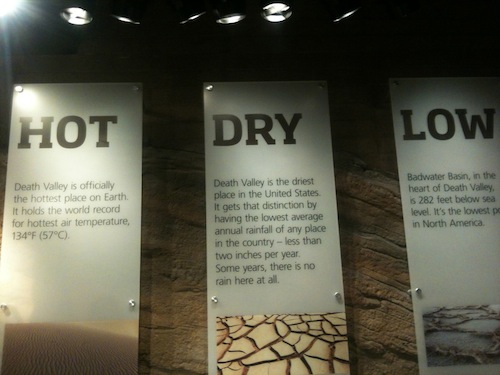 HOT
Death Valley is officially
the hottest place on Earth.
It holds the world record
for hottest air temperature,
134°F (57°C).
DRY
Death Valley is the driest
place in the United States.
It gets that distinction by
having the lowest average
annual rainfall of any place
in the country – less than
two inches per year.
Some years, there is no
rain here at all.
LOW
Badwater Basin, in the
heart of Death Valley,
is 282 feet below sea
level. It's the lowest
in North America.